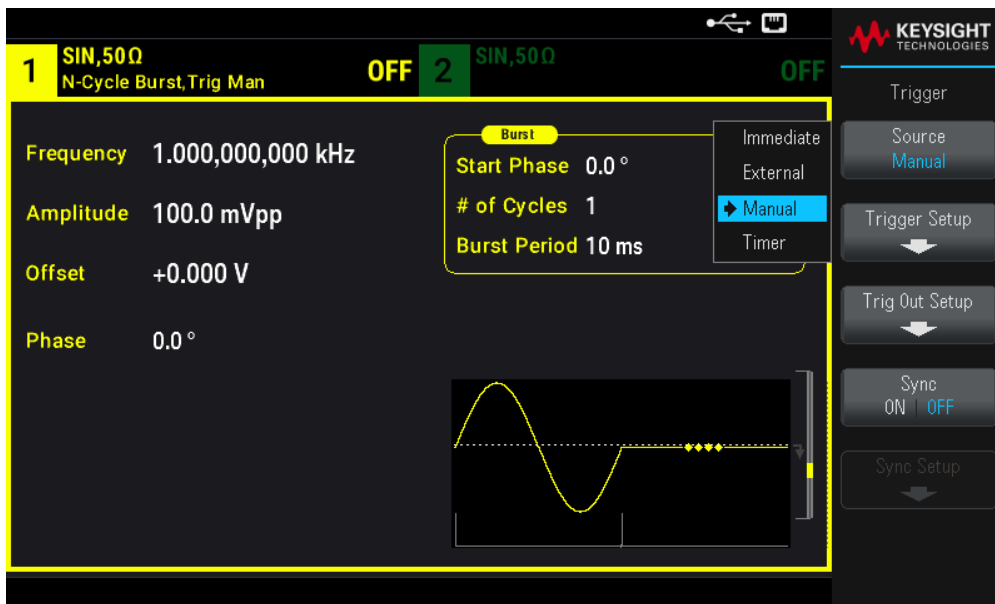 KEYSIGHT
TECHNOLOGIES
1
SIN,50Ω
N-Cycle Burst,Trig Man
OFF
2
SIN,50Ω
OFF
Frequency 1.000,000,000 kHz
Amplitude 100.0 mVpp
Offset +0.000 V
Phase 0.0 °
Burst
Start Phase 0.0 °
# of Cycles 1
Burst Period 10 ms
Immediate
External
Manual
Timer
Trigger
Source
Manual
Trigger Setup
Trig Out Setup
Sync
ON | OFF
Sync Setup